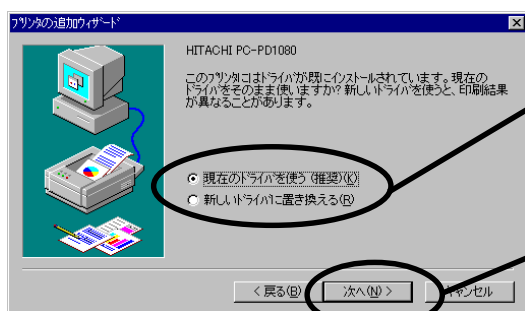 プリンタの追加ウィザード
HITACHI PC-PD1080
このプリンタにはドライバが既にインストールされています。現在の
ドライバをそのまま使いますか? 新しいドライバを使うと、印刷結果
が異なることがあります。
現在のドライバを使う (推奨)(K)
新しいドライバに置き換える(R)
< 戻る(B)
次へ(N) >
キャンセル